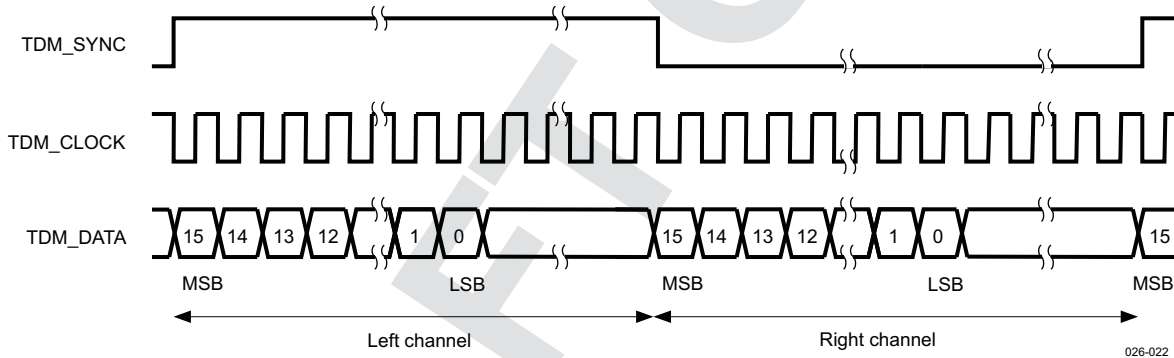 TDM_SYNC
TDM_CLOCK
TDM_DATA
15 14 13 12 1 0 15 14 13 12 1 0 15
MSB LSB MSB LSB MSB
Left channel Right channel
026-022